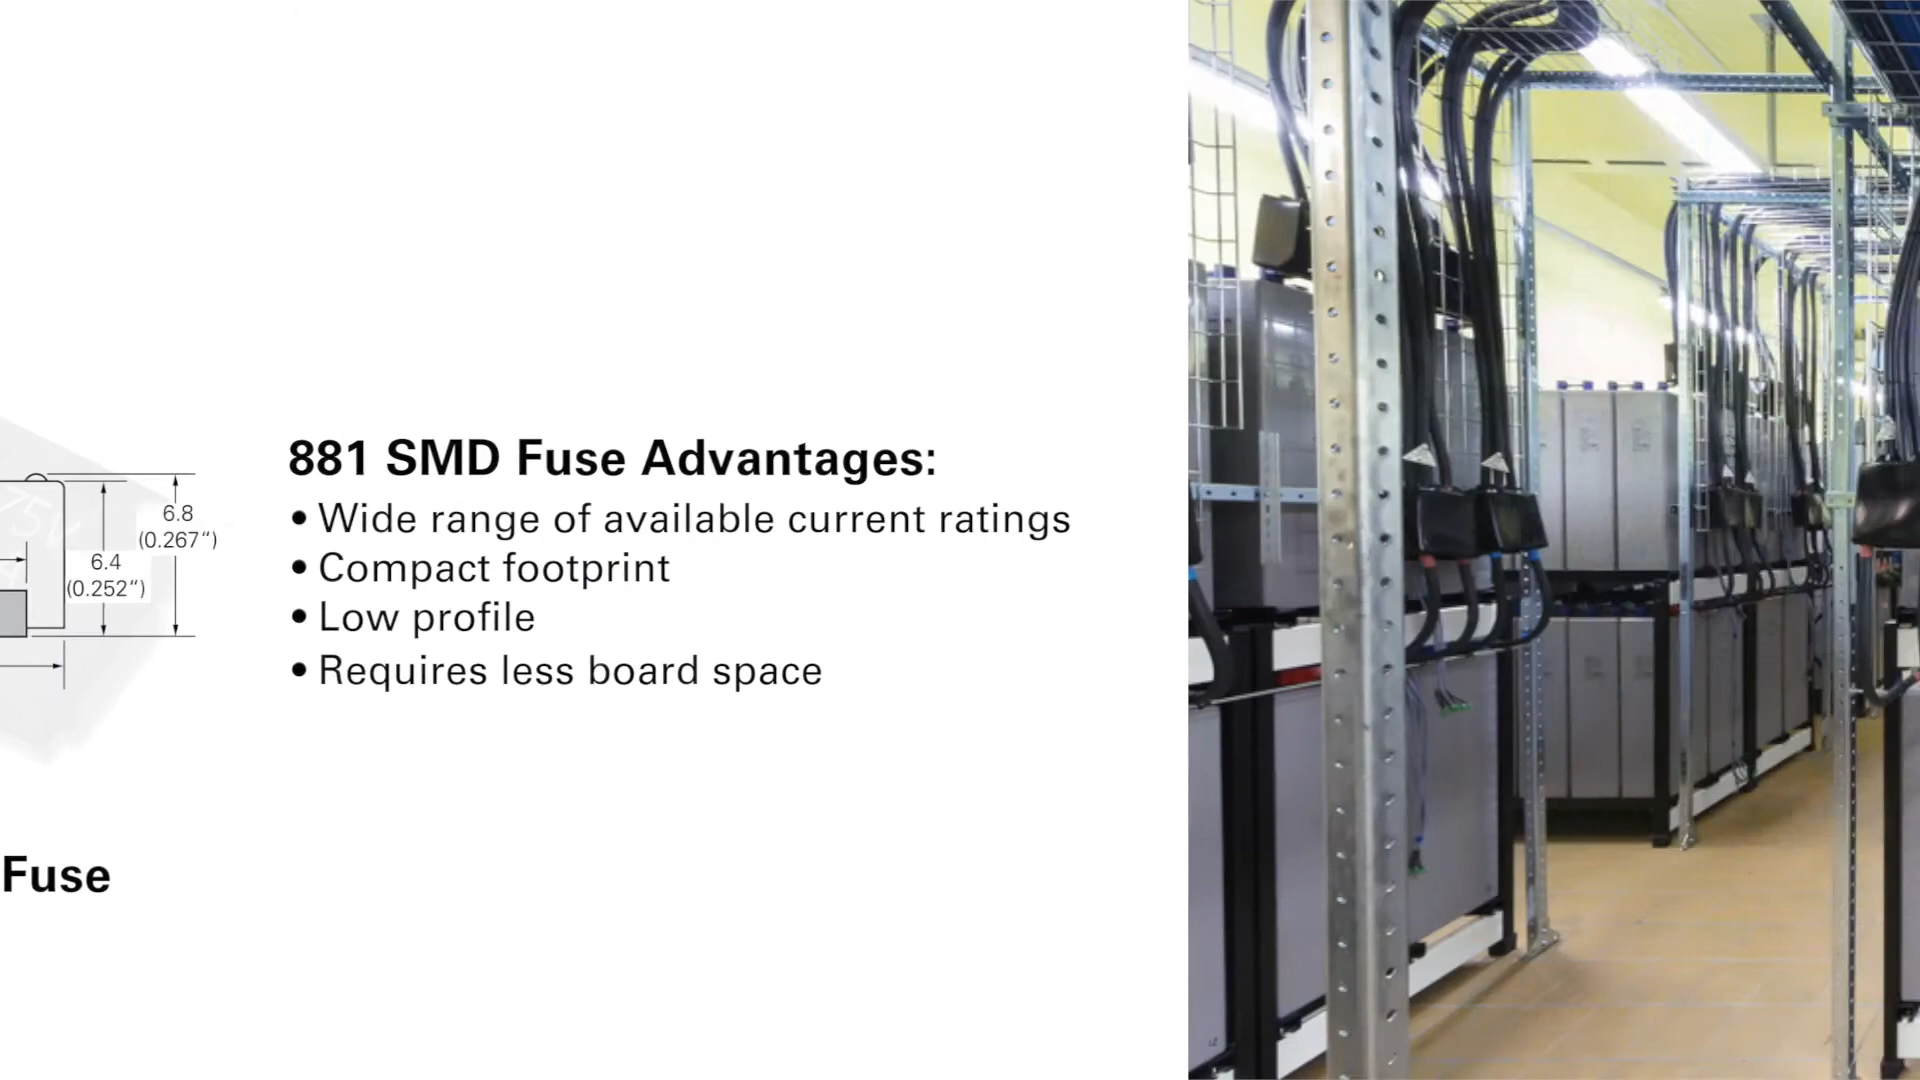 881 SMD Fuse Advantages:
• Wide range of available current ratings
• Compact footprint
• Low profile
• Requires less board space
75V
6.8
(0.267“)
6.4
(0.252“)
Fuse